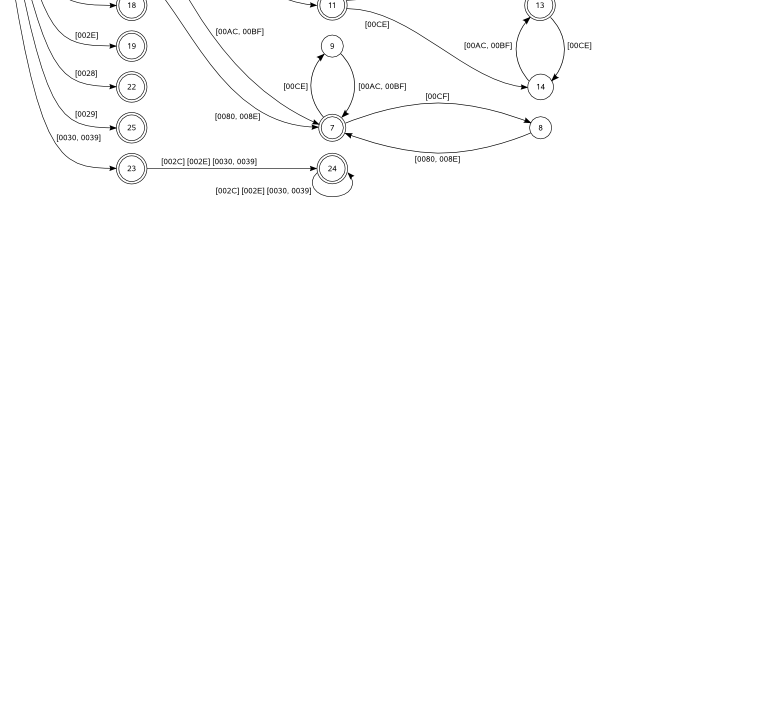 18
11
13
[00CE]
[002E]
[00AC, 00BF]
19
9
[00AC, 00BF]
[00CE]
[0028]
[00CE]
[00AC, 00BF]
22
14
[00CF]
[0029]
[0080, 008E]
25
7
8
[0030, 0039]
[0080, 008E]
[002C] [002E] [0030, 0039]
23
24
[002C] [002E] [0030, 0039]